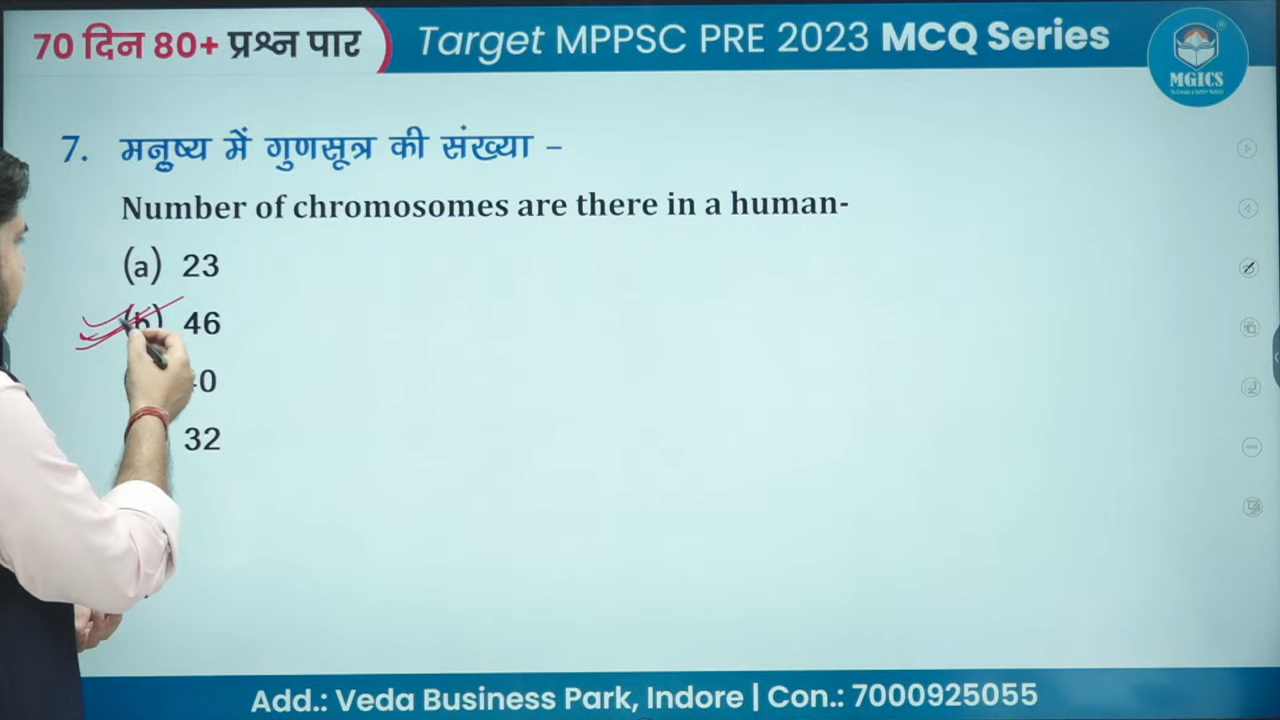 70 दिन 80+ प्रश्न पार
Target MPPSC PRE 2023 MCQ Series
MGICS
7. मनुष्य में गुणसूत्र की संख्या –
Number of chromosomes are there in a human-
(a) 23
(b) 46
0
32
Add.: Veda Business Park, Indore | Con.: 7000925055